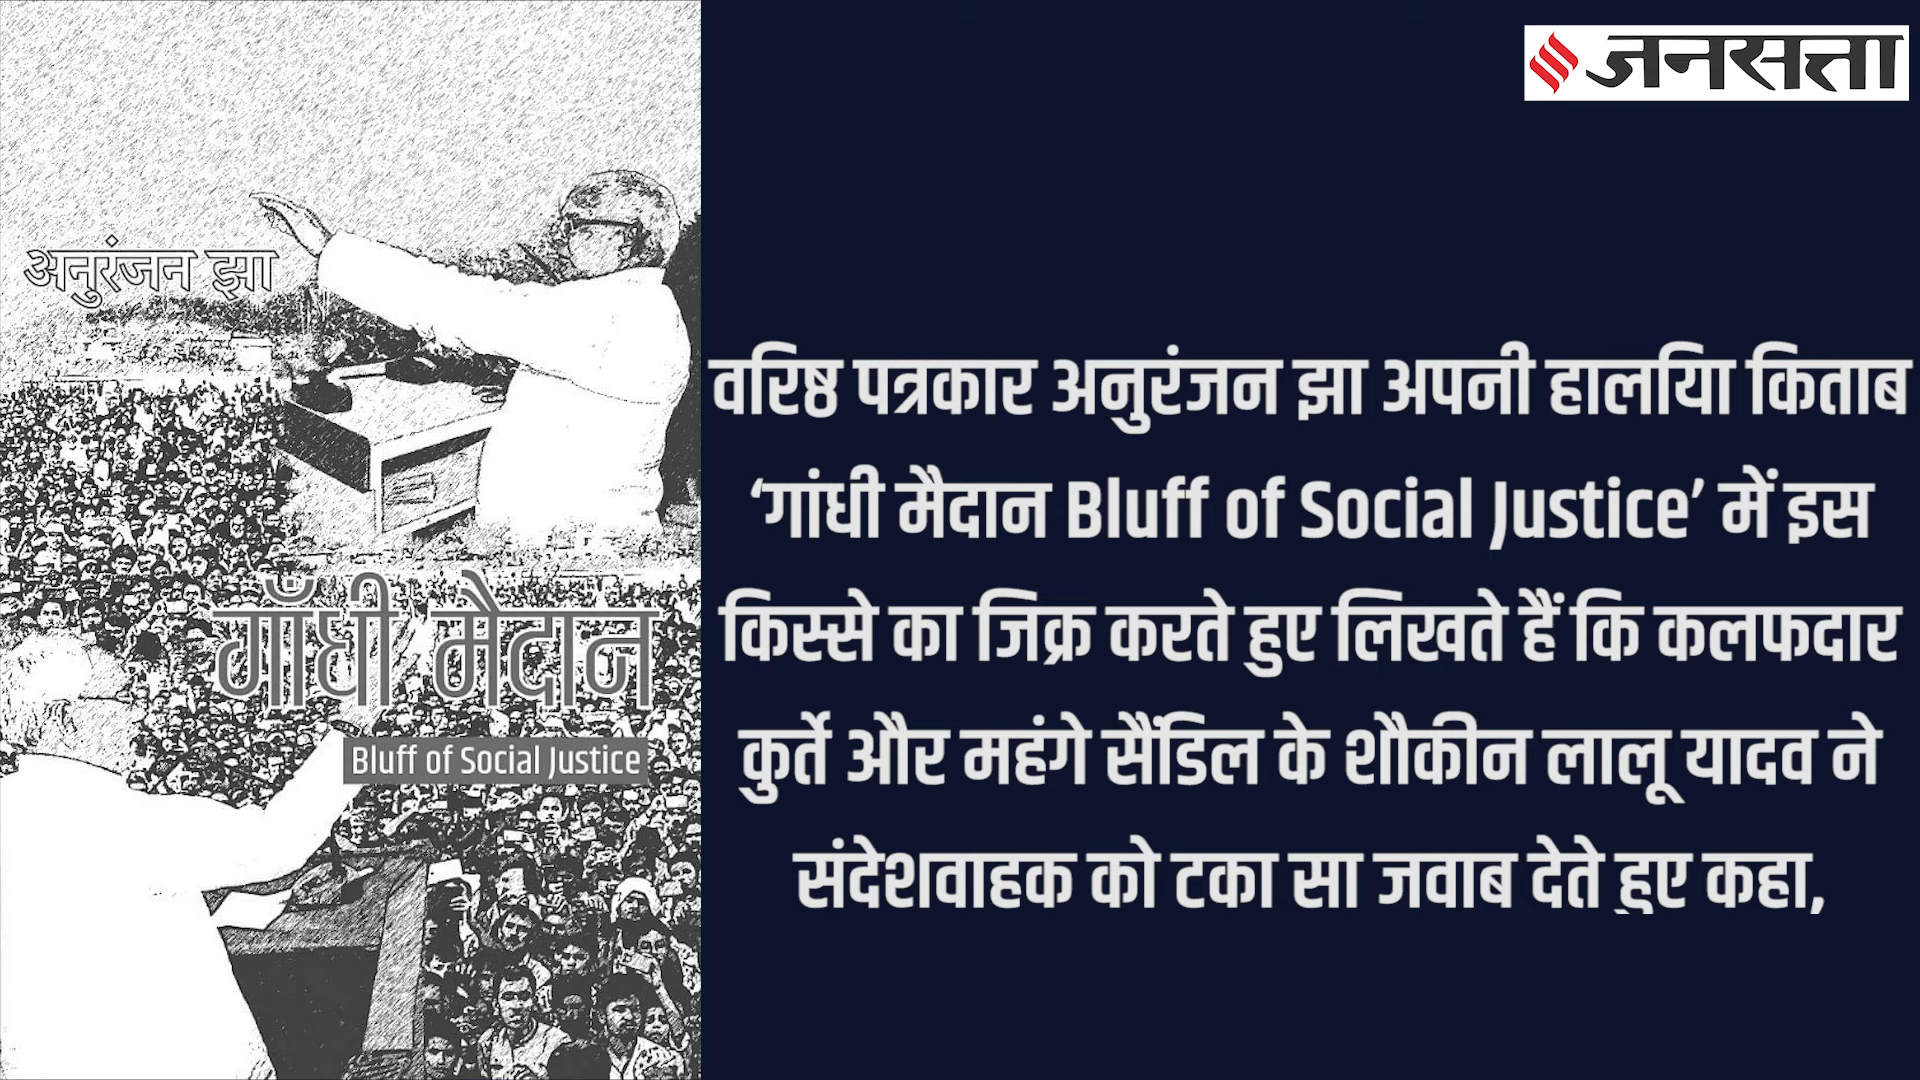 अनुरंजन झा
गाँधी मैदान
Bluff of Social Justice
जनसत्ता
वरिष्ठ पत्रकार अनुरंजन झा अपनी हालिया किताब
‘गांधी मैदान Bluff of Social Justice’ में इस
किस्से का जिक्र करते हुए लिखते हैं कि कलफदार
कुर्ते और महंगे सैंडिल के शौकीन लालू यादव ने
संदेशवाहक को टका सा जवाब देते हुए कहा,